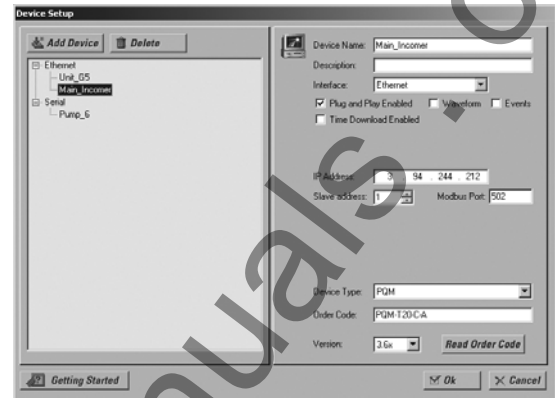 Device Setup
Add Device
Delete
Ethernet
Unit_G5
Main_Incomer
Serial
Pump_6
Device Name: Main_Incomer
Description:
Interface: Ethernet
Plug and Play Enabled Waveform Events
Time Download Enabled
IP Address: 3 . 94 . 244 . 212
Slave address: 1 Modbus Port: 502
Device Type: PQM
Order Code: PQM-T20-C-A
Version: 3.6x Read Order Code
Getting Started
Ok Cancel